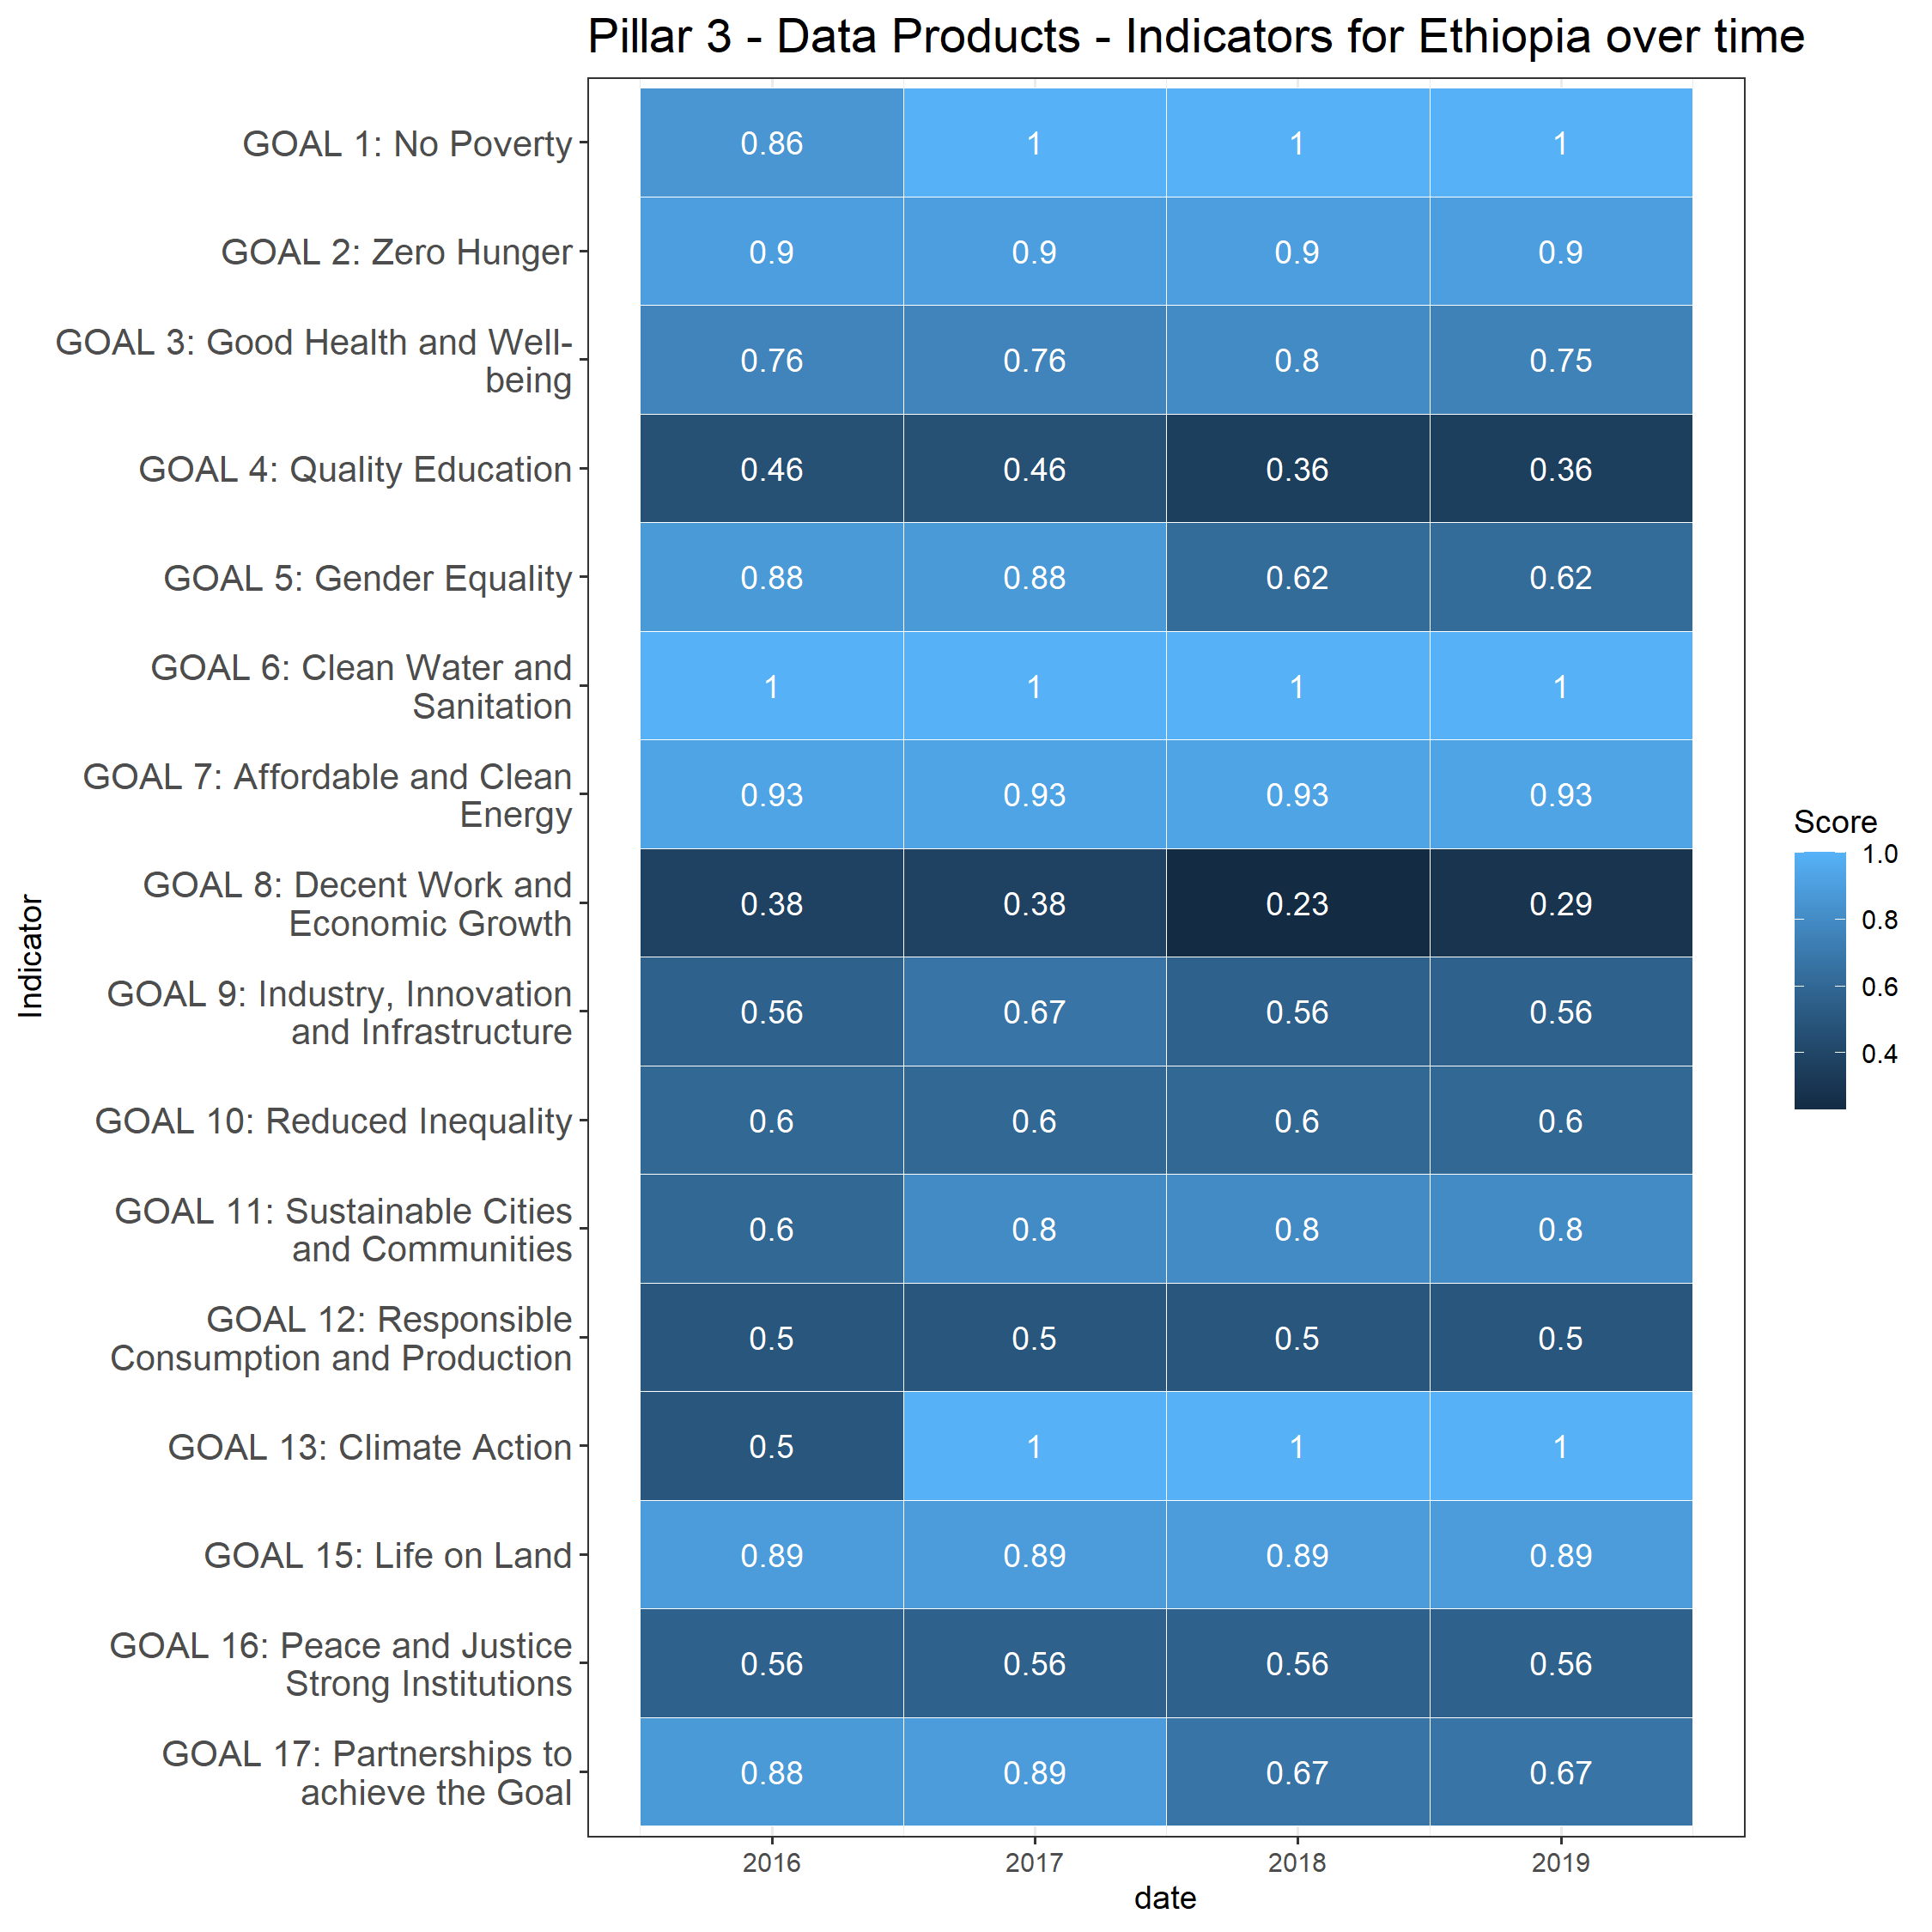 Pillar 3 - Data Products - Indicators for Ethiopia over time
GOAL 1: No Poverty
0.86
1
1
1
GOAL 2: Zero Hunger
0.9
0.9
0.9
0.9
GOAL 3: Good Health and Well-
being
0.76
0.76
0.8
0.75
GOAL 4: Quality Education
0.46
0.46
0.36
0.36
GOAL 5: Gender Equality
0.88
0.88
0.62
0.62
GOAL 6: Clean Water and
Sanitation
1
1
1
1
GOAL 7: Affordable and Clean
Energy
0.93
0.93
0.93
0.93
GOAL 8: Decent Work and
Economic Growth
0.38
0.38
0.23
0.29
GOAL 9: Industry, Innovation
and Infrastructure
0.56
0.67
0.56
0.56
GOAL 10: Reduced Inequality
0.6
0.6
0.6
0.6
GOAL 11: Sustainable Cities
and Communities
0.6
0.8
0.8
0.8
GOAL 12: Responsible
Consumption and Production
0.5
0.5
0.5
0.5
GOAL 13: Climate Action
0.5
1
1
1
GOAL 15: Life on Land
0.89
0.89
0.89
0.89
GOAL 16: Peace and Justice
Strong Institutions
0.56
0.56
0.56
0.56
GOAL 17: Partnerships to
achieve the Goal
0.88
0.89
0.67
0.67
2016
2017
2018
2019
date
Indicator
Score
1.0
0.8
0.6
0.4